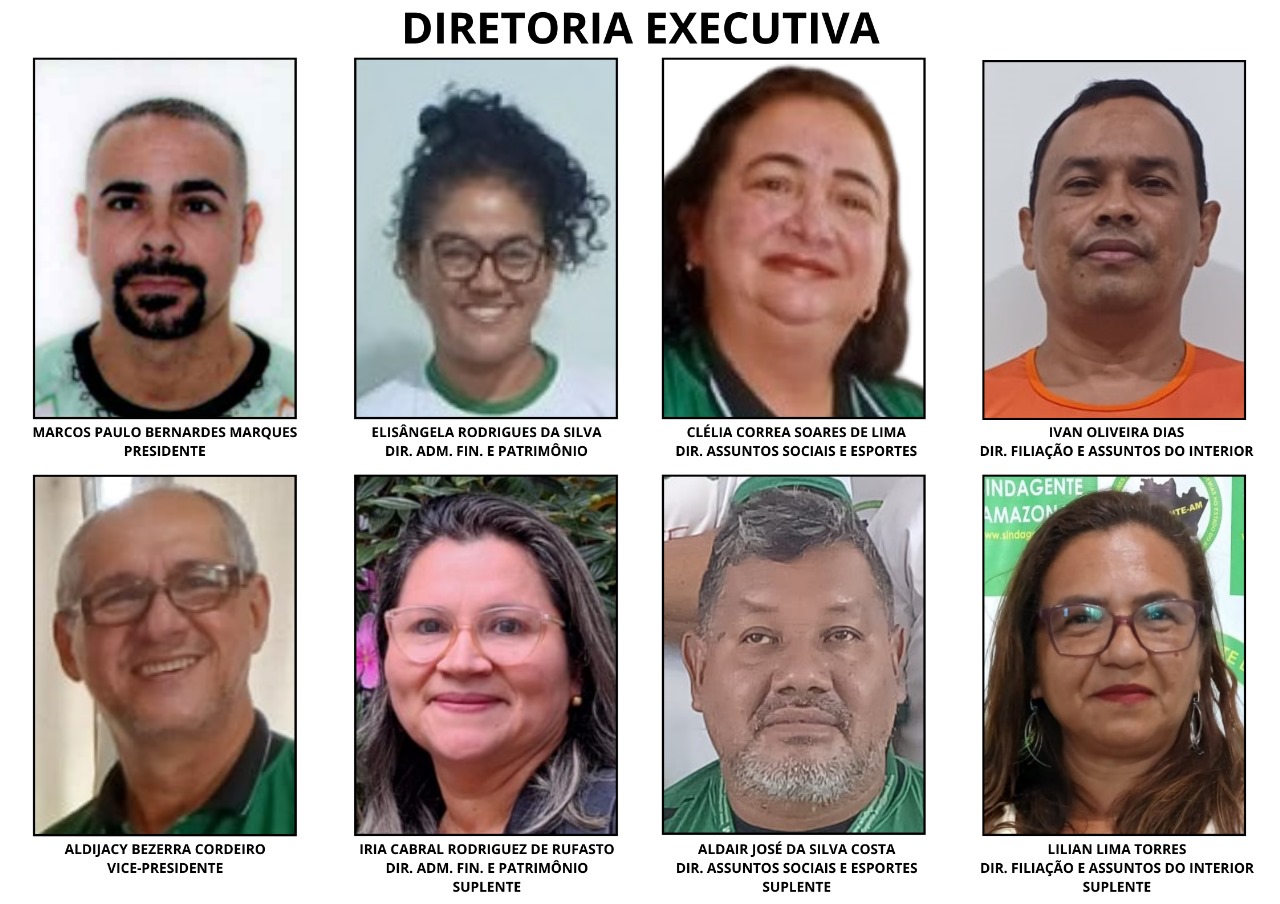 DIRETORIA EXECUTIVA
MARCOS PAULO BERNARDES MARQUES
PRESIDENTE
ELISÂNGELA RODRIGUES DA SILVA
DIR. ADM. FIN. E PATRIMÔNIO
CLÉLIA CORREA SOARES DE LIMA
DIR. ASSUNTOS SOCIAIS E ESPORTES
IVAN OLIVEIRA DIAS
DIR. FILIAÇÃO E ASSUNTOS DO INTERIOR
INDAGENTE
AMAZON
www.sindag
NTE-AM
ALDIJACY BEZERRA CORDEIRO
VICE-PRESIDENTE
IRIA CABRAL RODRIGUEZ DE RUFASTO
DIR. ADM. FIN. E PATRIMÔNIO
SUPLENTE
ALDAIR JOSÉ DA SILVA COSTA
DIR. ASSUNTOS SOCIAIS E ESPORTES
SUPLENTE
LILIAN LIMA TORRES
DIR. FILIAÇÃO E ASSUNTOS DO INTERIOR
SUPLENTE